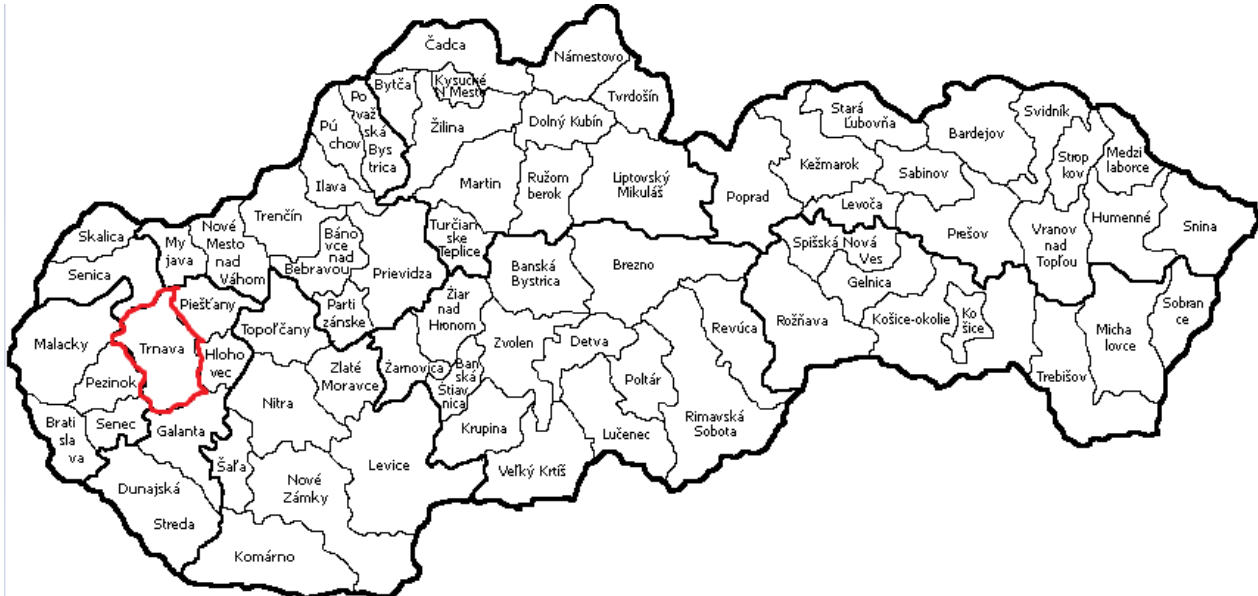 Čadca
Námestovo
Bytča
Kysucké
N Mesto
Tvrdošín
Po
važ
ská
Bys
trica
Pú
chov
Žilina
Dolný Kubín
Stará
Ľubovňa
Svidník
Bardejov
Strop
kov
Medzi
laborce
Ilava
Martin
Ružom
berok
Liptovský
Mikuláš
Kežmarok
Sabinov
Poprad
Levoča
Humenné
Snina
Skalica
My
java
Nové
Mesto
nad
Váhom
Trenčín
Báno
vce nad
Bebravou
Turčian
ske
Teplice
Prešov
Vranov
nad
Topľou
Senica
Prievidza
Banská
Bystrica
Brezno
Spišská Nová
Ves
Gelnica
Piešťany
Parti
zánske
Žiar
nad
Hronom
Malacky
Trnava
Hloho
vec
Topoľčany
Zvolen
Detva
Revúca
Rožňava
Košice-okolie
Ko
šice
Micha
lovce
Sobran
ce
Pezinok
Zlaté
Moravce
Žarnovica
Ban
ská
Štiav
nica
Poltár
Trebišov
Brati
sla
va
Senec
Galanta
Nitra
Krupina
Lučenec
Rimavská
Sobota
Šaľa
Levice
Veľký Krtíš
Dunajská
Streda
Nové
Zámky
Komárno